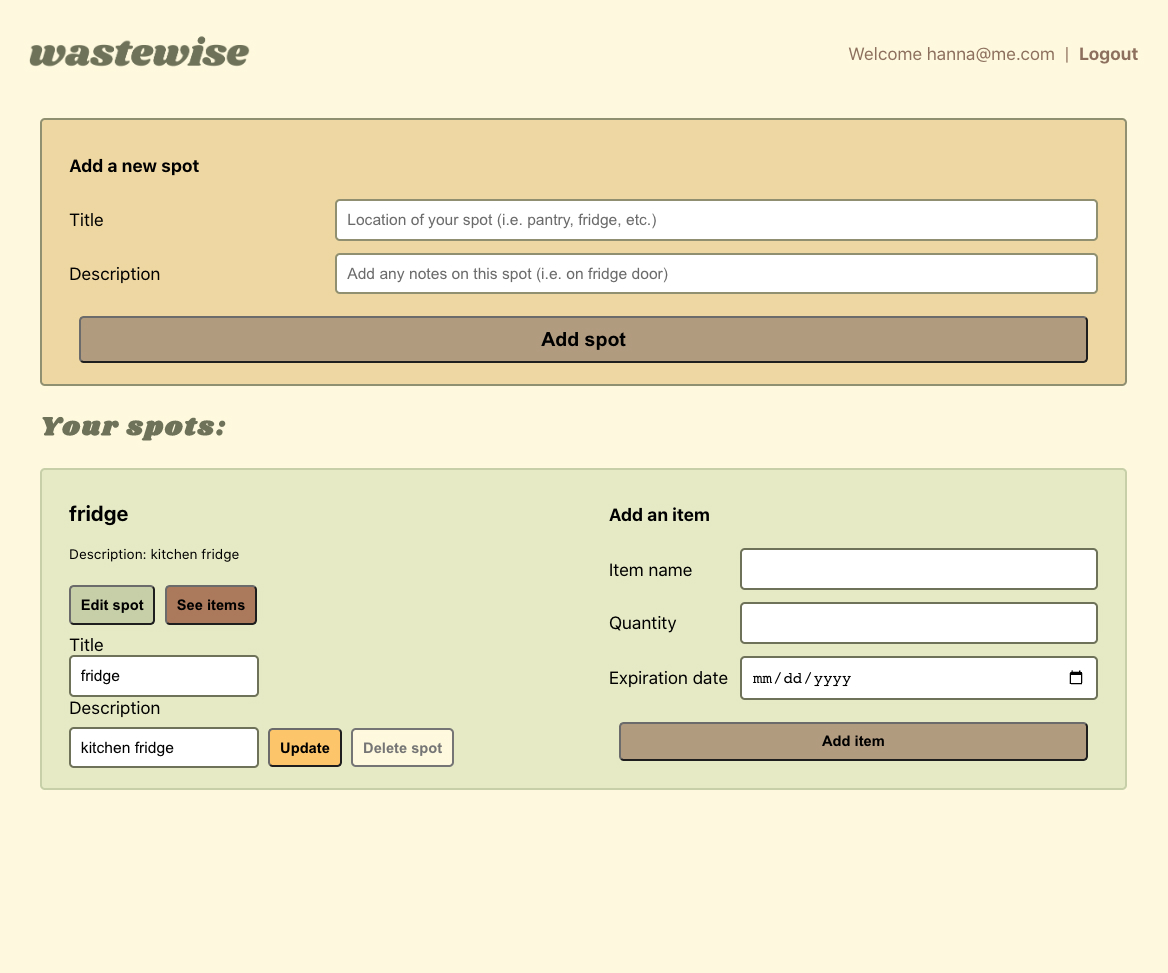 wastewise
Welcome hanna@me.com | Logout
Add a new spot
Title
Location of your spot (i.e. pantry, fridge, etc.)
Description
Add any notes on this spot (i.e. on fridge door)
Add spot
Your spots:
fridge
Description: kitchen fridge
Edit spot
See items
Title
fridge
Description
kitchen fridge
Update
Delete spot
Add an item
Item name
Quantity
Expiration date
mm/dd/yyyy
Add item